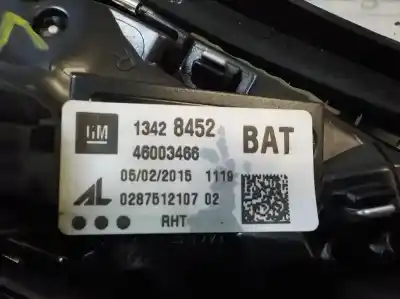 GM 1342 8452 BAT
46003466
05/02/2015 1119
AL 0287512107 02
RHT